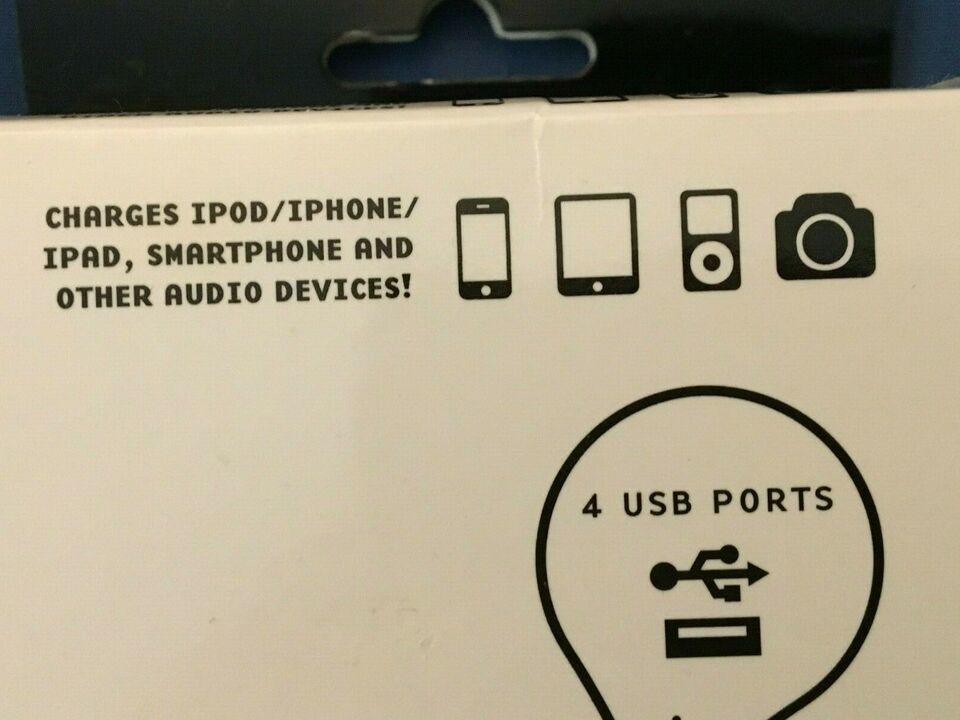 CHARGES IPOD/IPHONE/
IPAD, SMARTPHONE AND
OTHER AUDIO DEVICES!
4 USB PORTS